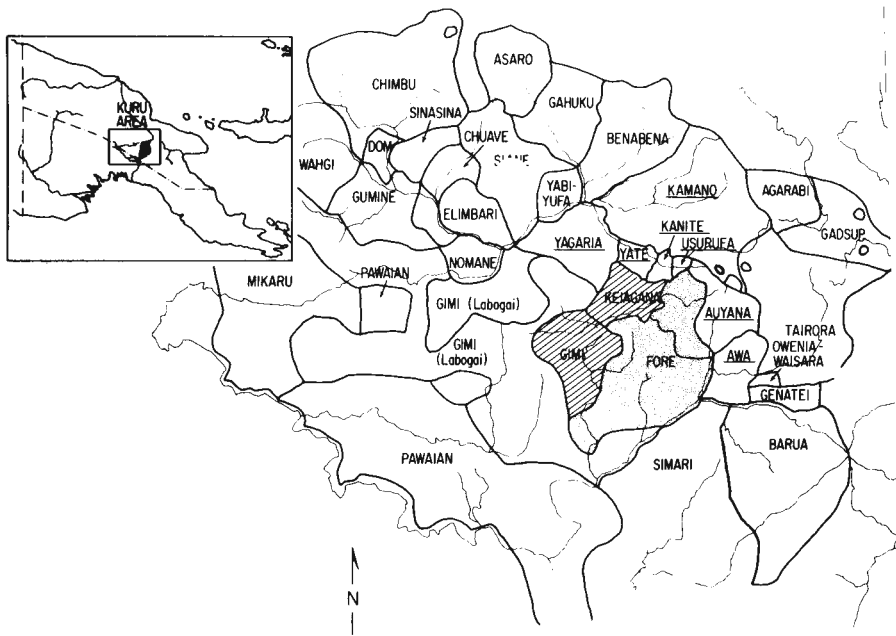 KURU
AREA
CHIMBU
ASARO
SINASINA
GAHUKU
DOM
CHUAVE
BENABENA
WAHGI
SIANE
GUMINE
YABI-
YUFA
KAMANO
AGARABI
ELIMBARI
KANITE
USURUFA
GADSUP
YAGARIA
YATE
NOMANE
MIKARU
PAWAIAN
KEIAGANA
GIMI (Labogai)
AUYANA
TAIRORA
OWENIA
WAISARA
GIMI
(Labogai)
GIMI
FORE
AWA
GENATEI
PAWAIAN
SIMARI
BARUA
N